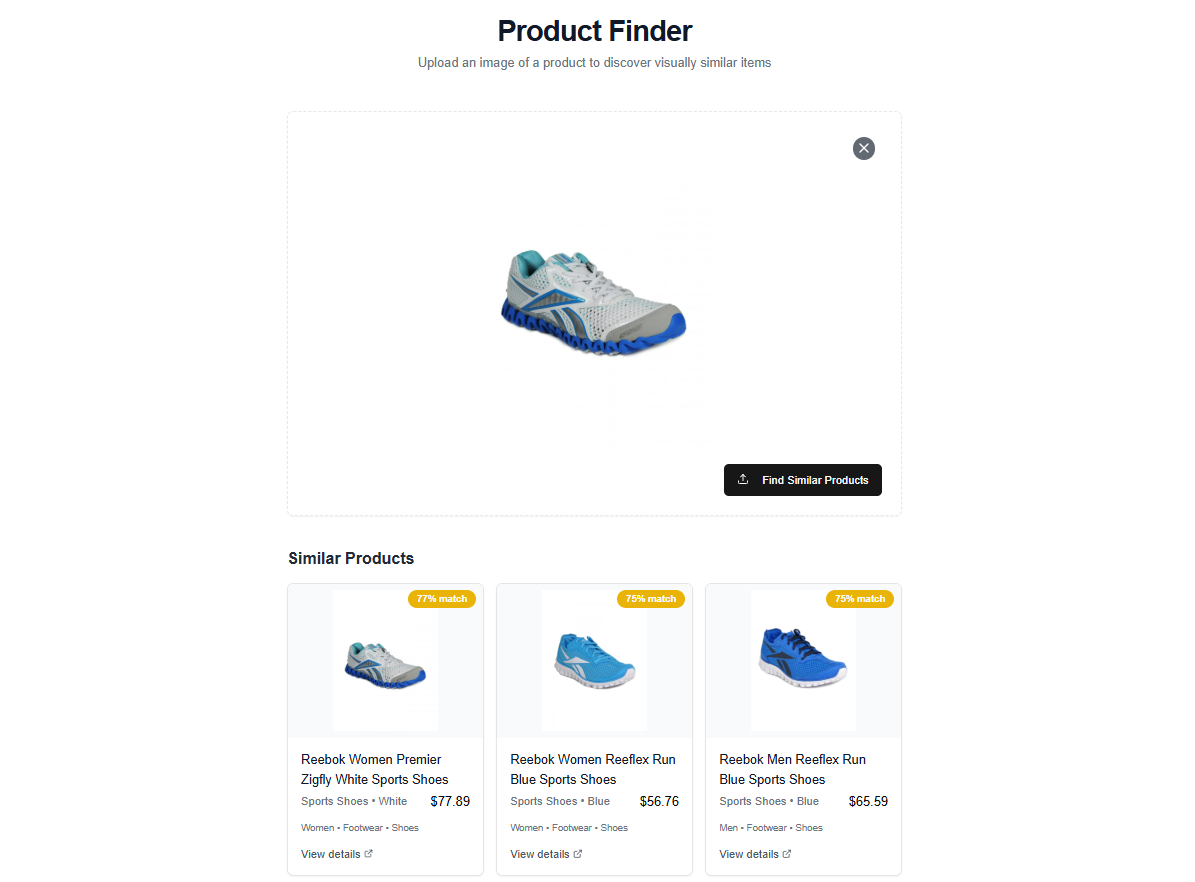 Product Finder
Upload an image of a product to discover visually similar items
Find Similar Products
Similar Products
77% match
75% match
75% match
Reebok Women Premier
Zigfly White Sports Shoes
Sports Shoes • White $77.89
Women • Footwear • Shoes
View details
Reebok Women Reeflex Run
Blue Sports Shoes
Sports Shoes • Blue $56.76
Women • Footwear • Shoes
View details
Reebok Men Reeflex Run
Blue Sports Shoes
Sports Shoes • Blue $65.59
Men • Footwear • Shoes
View details